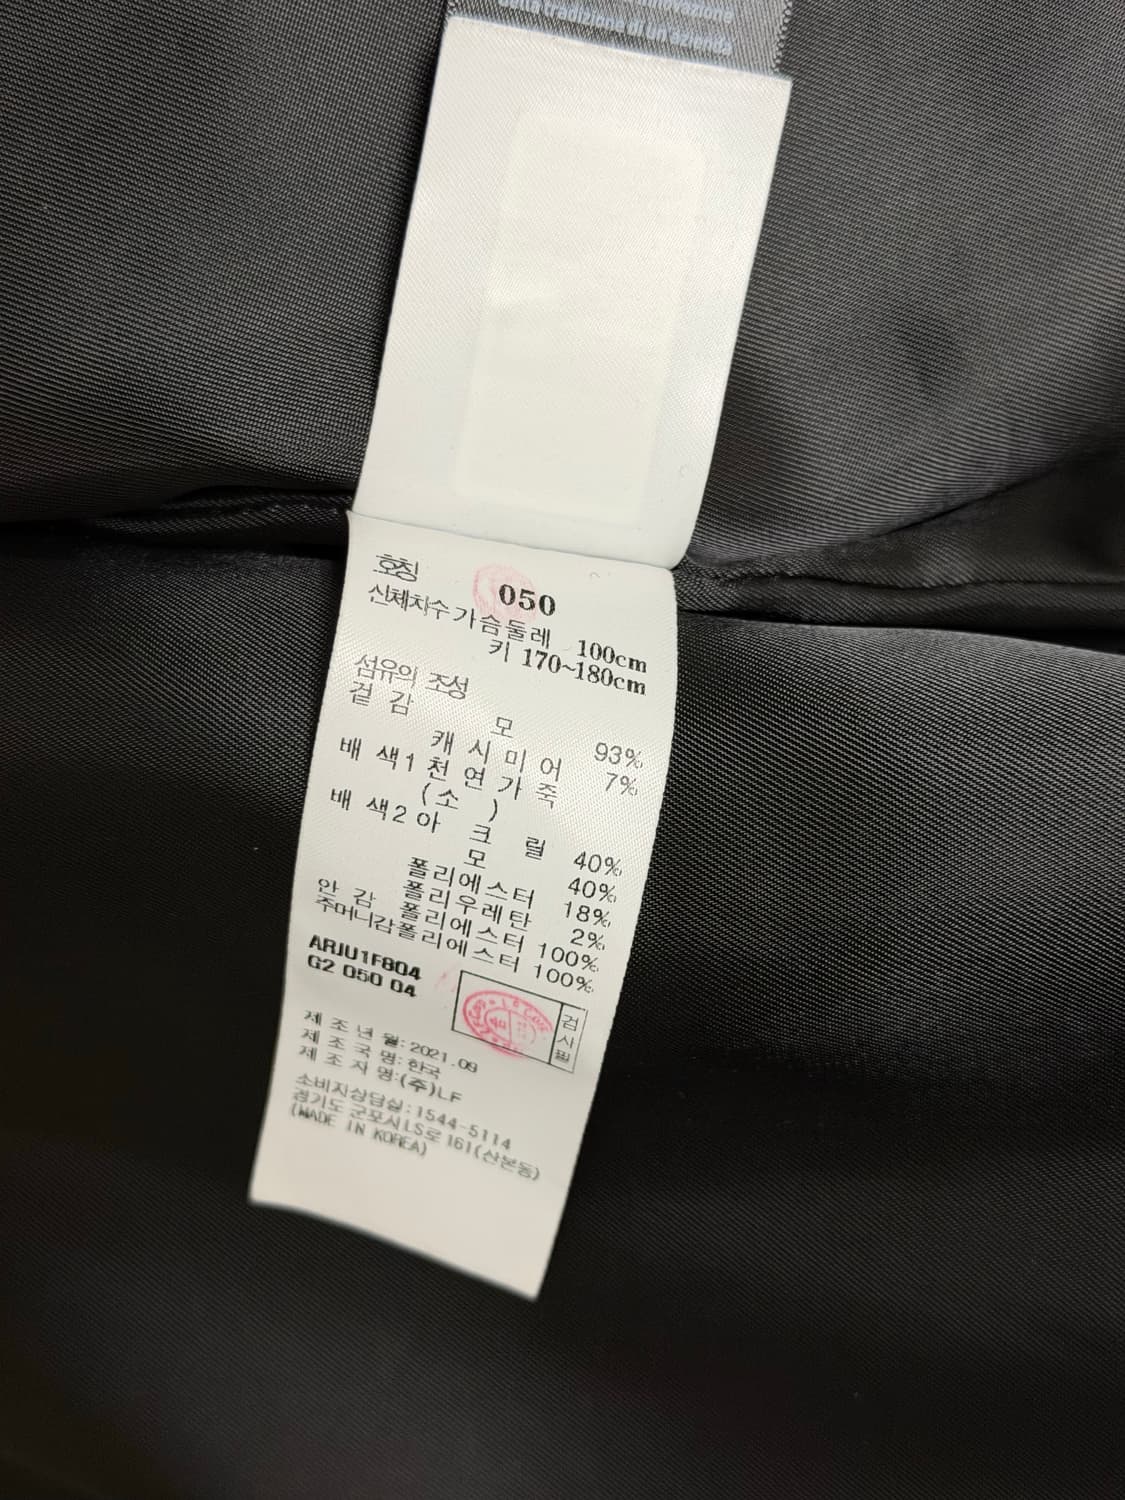 호칭 050
신체치수 가슴둘레 100cm
키 170~180cm
섬유의 조성
겉 감 모 93%
캐 시 미 어 7%
배 색1 천 연 가 죽
(소 )
배 색2 아 크 릴 40%
모 40%
폴리에스터 18%
폴리우레탄 2%
안 감 폴리에스터 100%
주머니감폴리에스터 100%
ARJU1F804
G2 050 04
검사필
제 조 년 월: 2021.09
제 조 국 명: 한국
제 조 자 명:(주)LF
소비자상담실:1544-5114
경기도 군포시LS로 161(산본동)
(MADE IN KOREA)